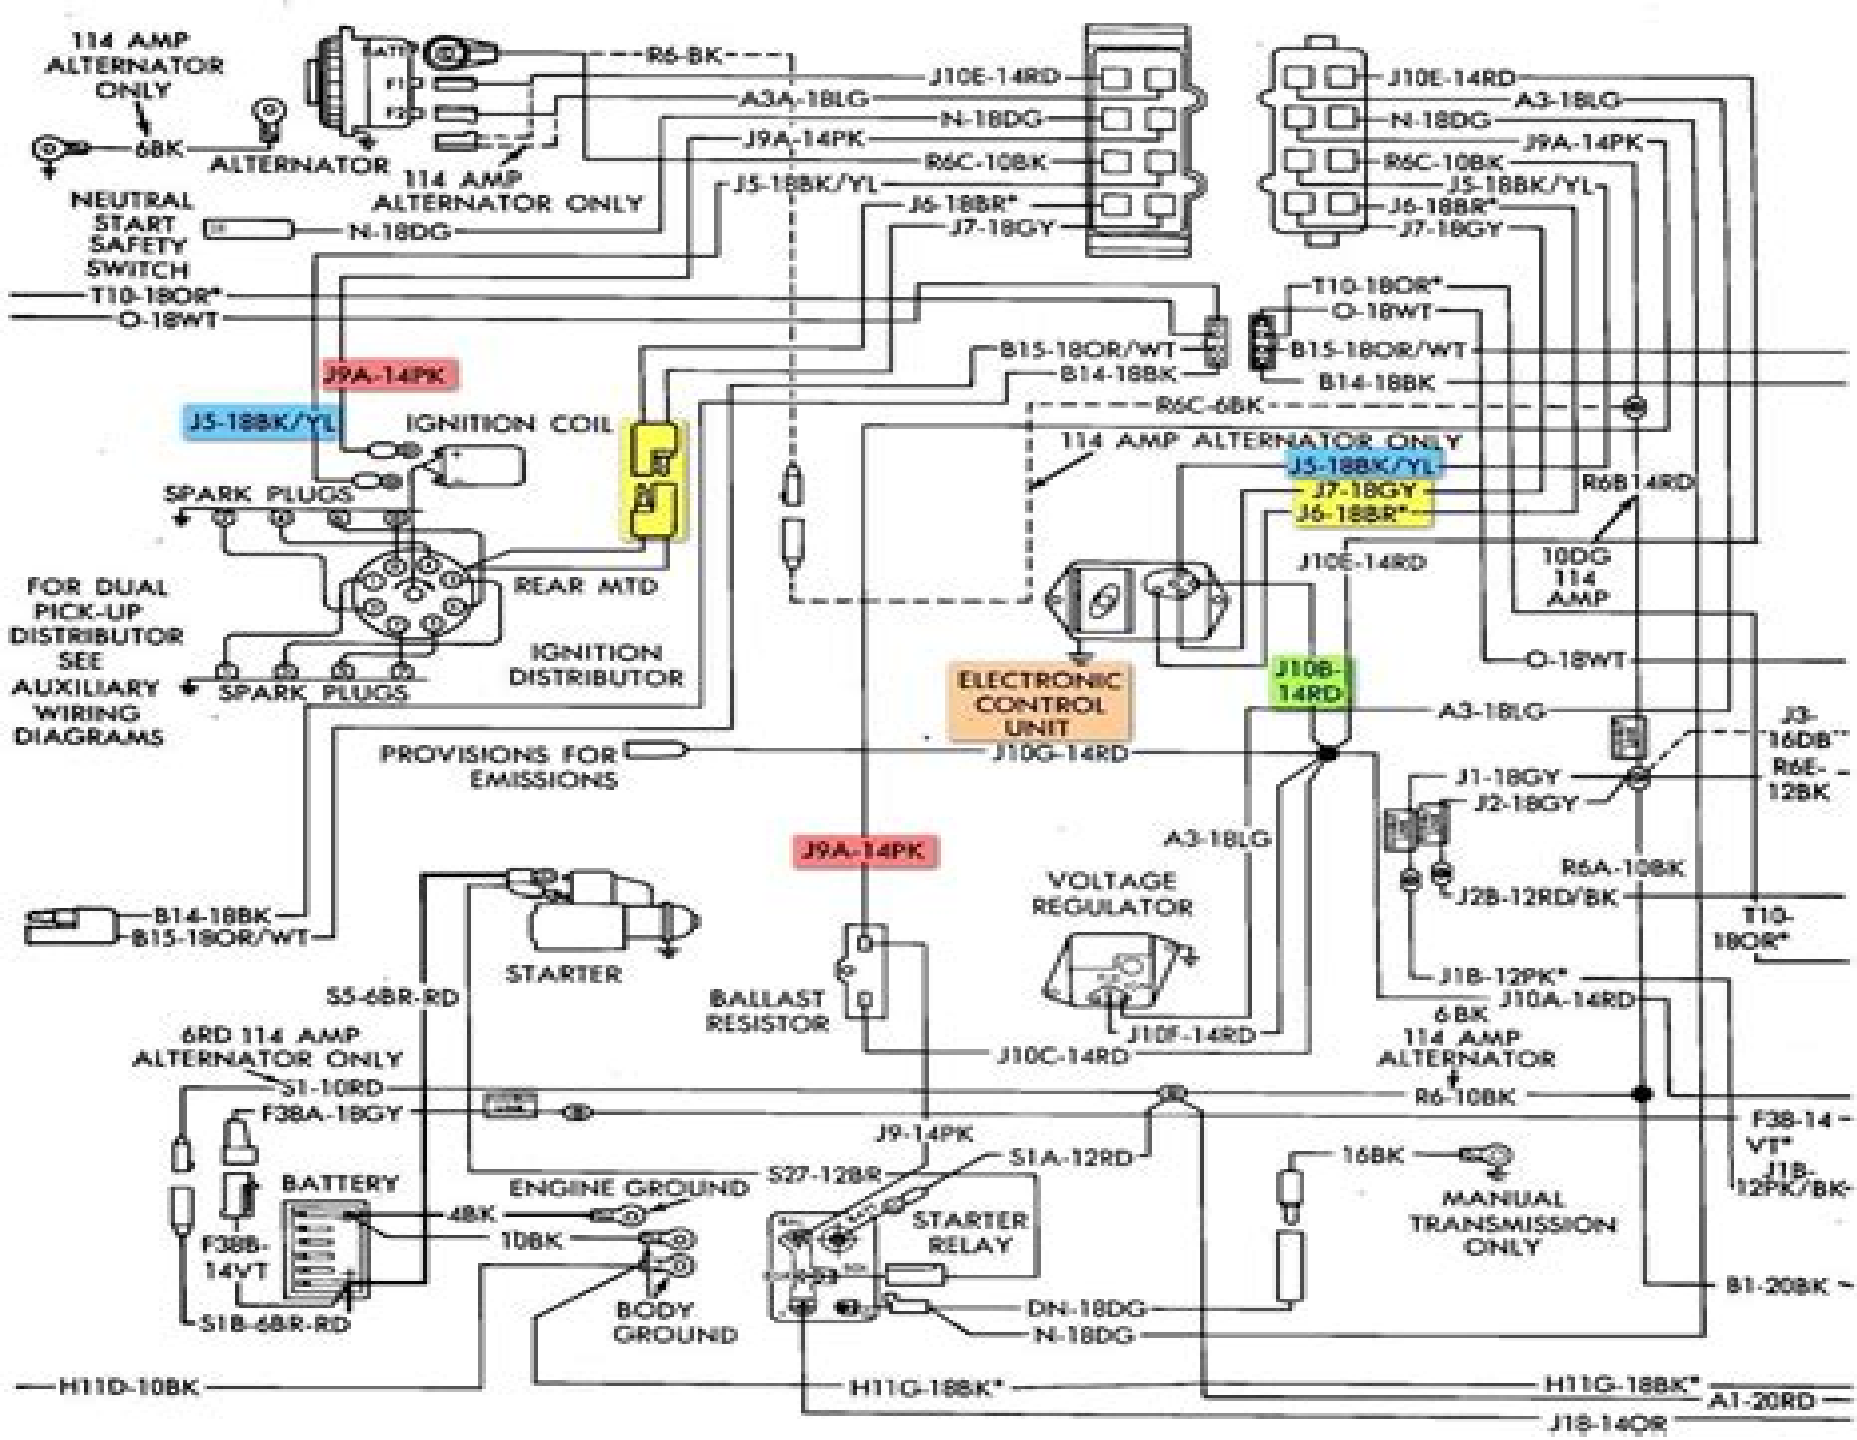 114 AMP
ALTERNATOR
ONLY
6BK
ALTERNATOR
BATT
F1
F2
114 AMP
ALTERNATOR ONLY
R6-BK
J10E-14RD
A3A-18LG
N-18DG
J9A-14PK
R6C-10BK
J5-18BK/YL
J6-18BR*
J7-18GY
J10E-14RD
A3-18LG
N-18DG
J9A-14PK
R6C-10BK
J5-18BK/YL
J6-18BR*
J7-18GY
NEUTRAL
START
SAFETY
SWITCH
N-18DG
T10-18OR*
O-18WT
T10-18OR*
O-18WT
B15-18OR/WT
B14-18BK
B15-18OR/WT
B14-18BK
J9A-14PK
J5-18BK/YL
IGNITION COIL
R6C-6BK
114 AMP ALTERNATOR ONLY
J5-18BK/YL
J7-18GY
J6-18BR*
R6B14RD
SPARK PLUGS
FOR DUAL
PICK-UP
DISTRIBUTOR
SEE
AUXILIARY
WIRING
DIAGRAMS
REAR MTD
IGNITION
DISTRIBUTOR
SPARK PLUGS
J10E-14RD
10DG
114
AMP
ELECTRONIC
CONTROL
UNIT
J10B-
14RD
O-18WT
A3-18LG
J3-
16DB
PROVISIONS FOR
EMISSIONS
J10G-14RD
J1-18GY
J2-18GY
R6E-
12BK
J9A-14PK
A3-18LG
R6A-10BK
VOLTAGE
REGULATOR
J2B-12RD/BK
T10-
18OR*
B14-18BK
B15-18OR/WT
STARTER
S5-6BR-RD
BALLAST
RESISTOR
J1B-12PK*
J10A-14RD
6BK
114 AMP
ALTERNATOR
J10F-14RD
J10C-14RD
6RD 114 AMP
ALTERNATOR ONLY
S1-10RD
F38A-18GY
R6-10BK
F38-14
VT*
J1B-
12PK/BK
J9-14PK
S1A-12RD
S27-12BR
16BK
BATTERY
ENGINE GROUND
4BK
10BK
STARTER
RELAY
MANUAL
TRANSMISSION
ONLY
F38B-
14VT
S1B-6BR-RD
BODY
GROUND
DN-18DG
N-18DG
B1-20BK
H11D-10BK
H11G-18BK*
H11G-18BK*
A1-20RD
J18-14OR